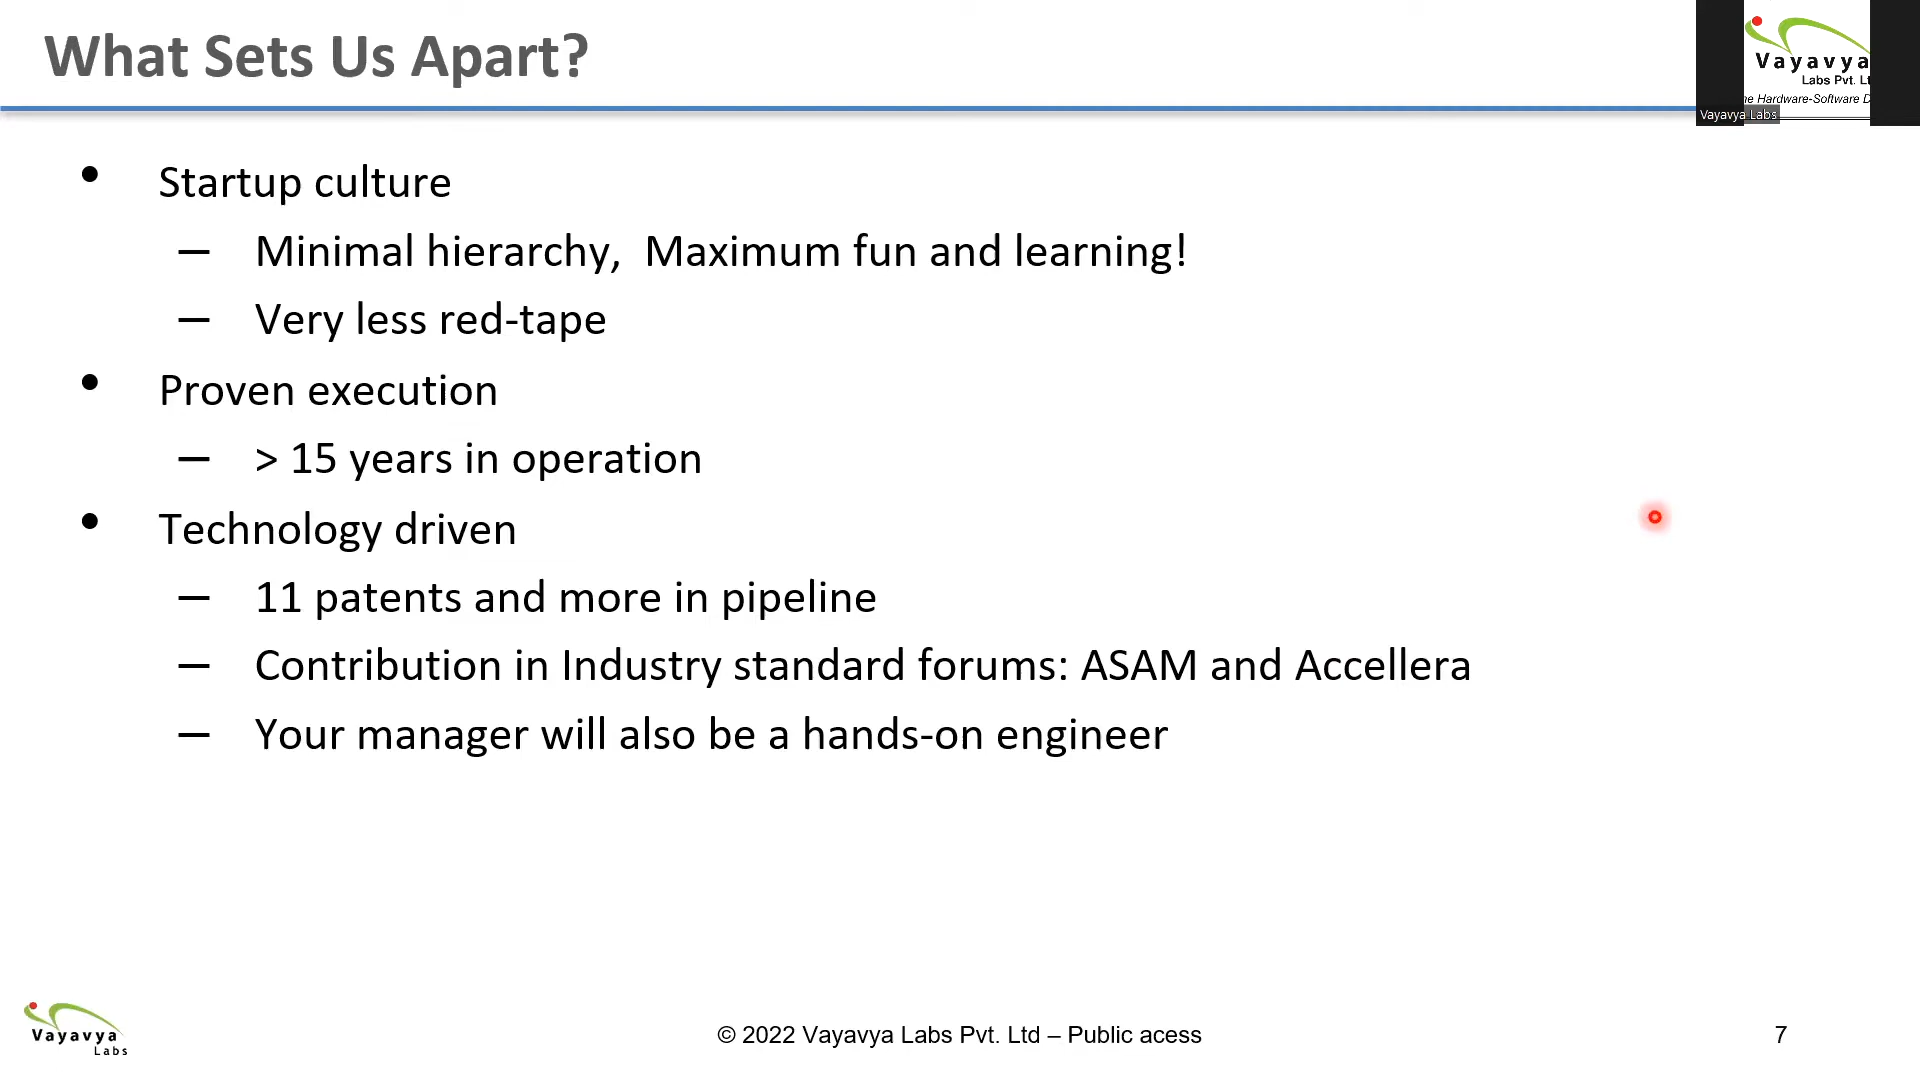 What Sets Us Apart?
Vayavya
Labs Pvt. Lt
ne Hardware-Software D
Vayavya Labs
• Startup culture
– Minimal hierarchy,  Maximum fun and learning!
– Very less red-tape
• Proven execution
– > 15 years in operation
• Technology driven
– 11 patents and more in pipeline
– Contribution in Industry standard forums: ASAM and Accellera
– Your manager will also be a hands-on engineer
Vayavya
Labs
© 2022 Vayavya Labs Pvt. Ltd – Public acess
7